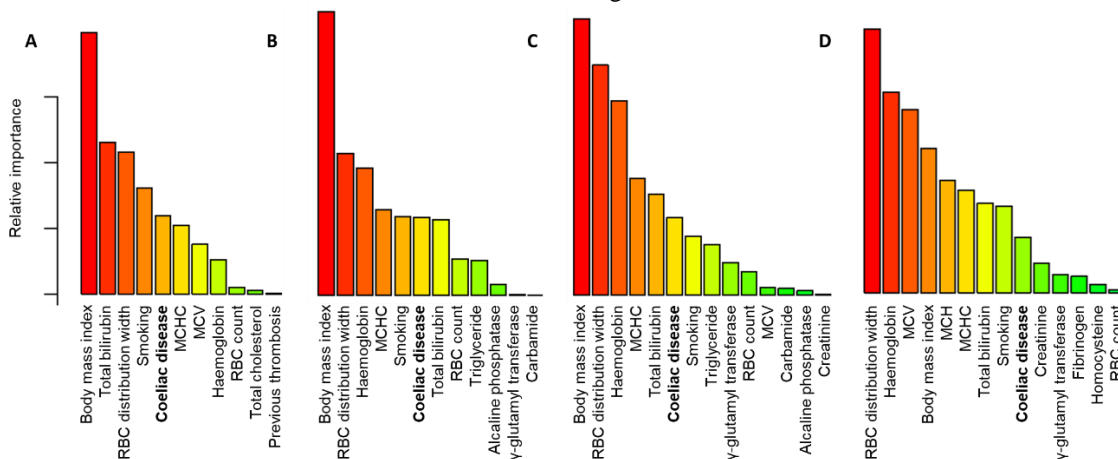 A
B
C
D
Relative importance
Body mass index
Total bilirubin
RBC distribution width
Smoking
Coeliac disease
MCHC
MCV
Haemoglobin
RBC count
Total cholesterol
Previous thrombosis
Body mass index
RBC distribution width
Haemoglobin
MCHC
Smoking
Coeliac disease
Total bilirubin
RBC count
Triglyceride
Alcaline phosphatase
γ-glutamyl transferase
Carbamide
Body mass index
RBC distribution width
Haemoglobin
MCHC
Total bilirubin
Coeliac disease
Smoking
Triglyceride
γ-glutamyl transferase
RBC count
MCV
Carbamide
Alcaline phosphatase
Creatinine
RBC distribution width
Haemoglobin
MCV
Body mass index
MCH
MCHC
Total bilirubin
Smoking
Coeliac disease
Creatinine
γ-glutamyl transferase
Fibrinogen
Homocysteine
RBC count